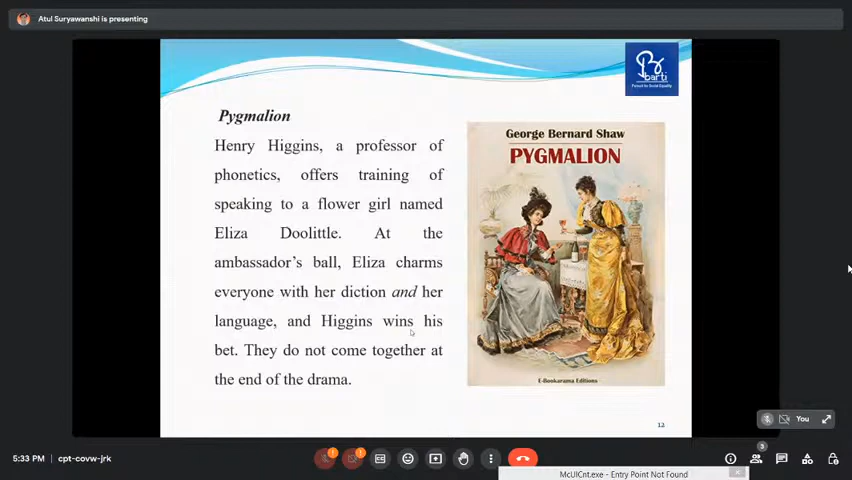 Atul Suryawanshi is presenting
barti
Pygmalion
Henry Higgins, a professor of
phonetics, offers training of
speaking to a flower girl named
Eliza Doolittle. At the
ambassador's ball, Eliza charms
everyone with her diction and her
language, and Higgins wins his
bet. They do not come together at
the end of the drama.
George Bernard Shaw
PYGMALION
E-Bookarama Editions
12
You
5:33 PM
cpt-covw-jrk
McUICnt.exe - Entry Point Not Found